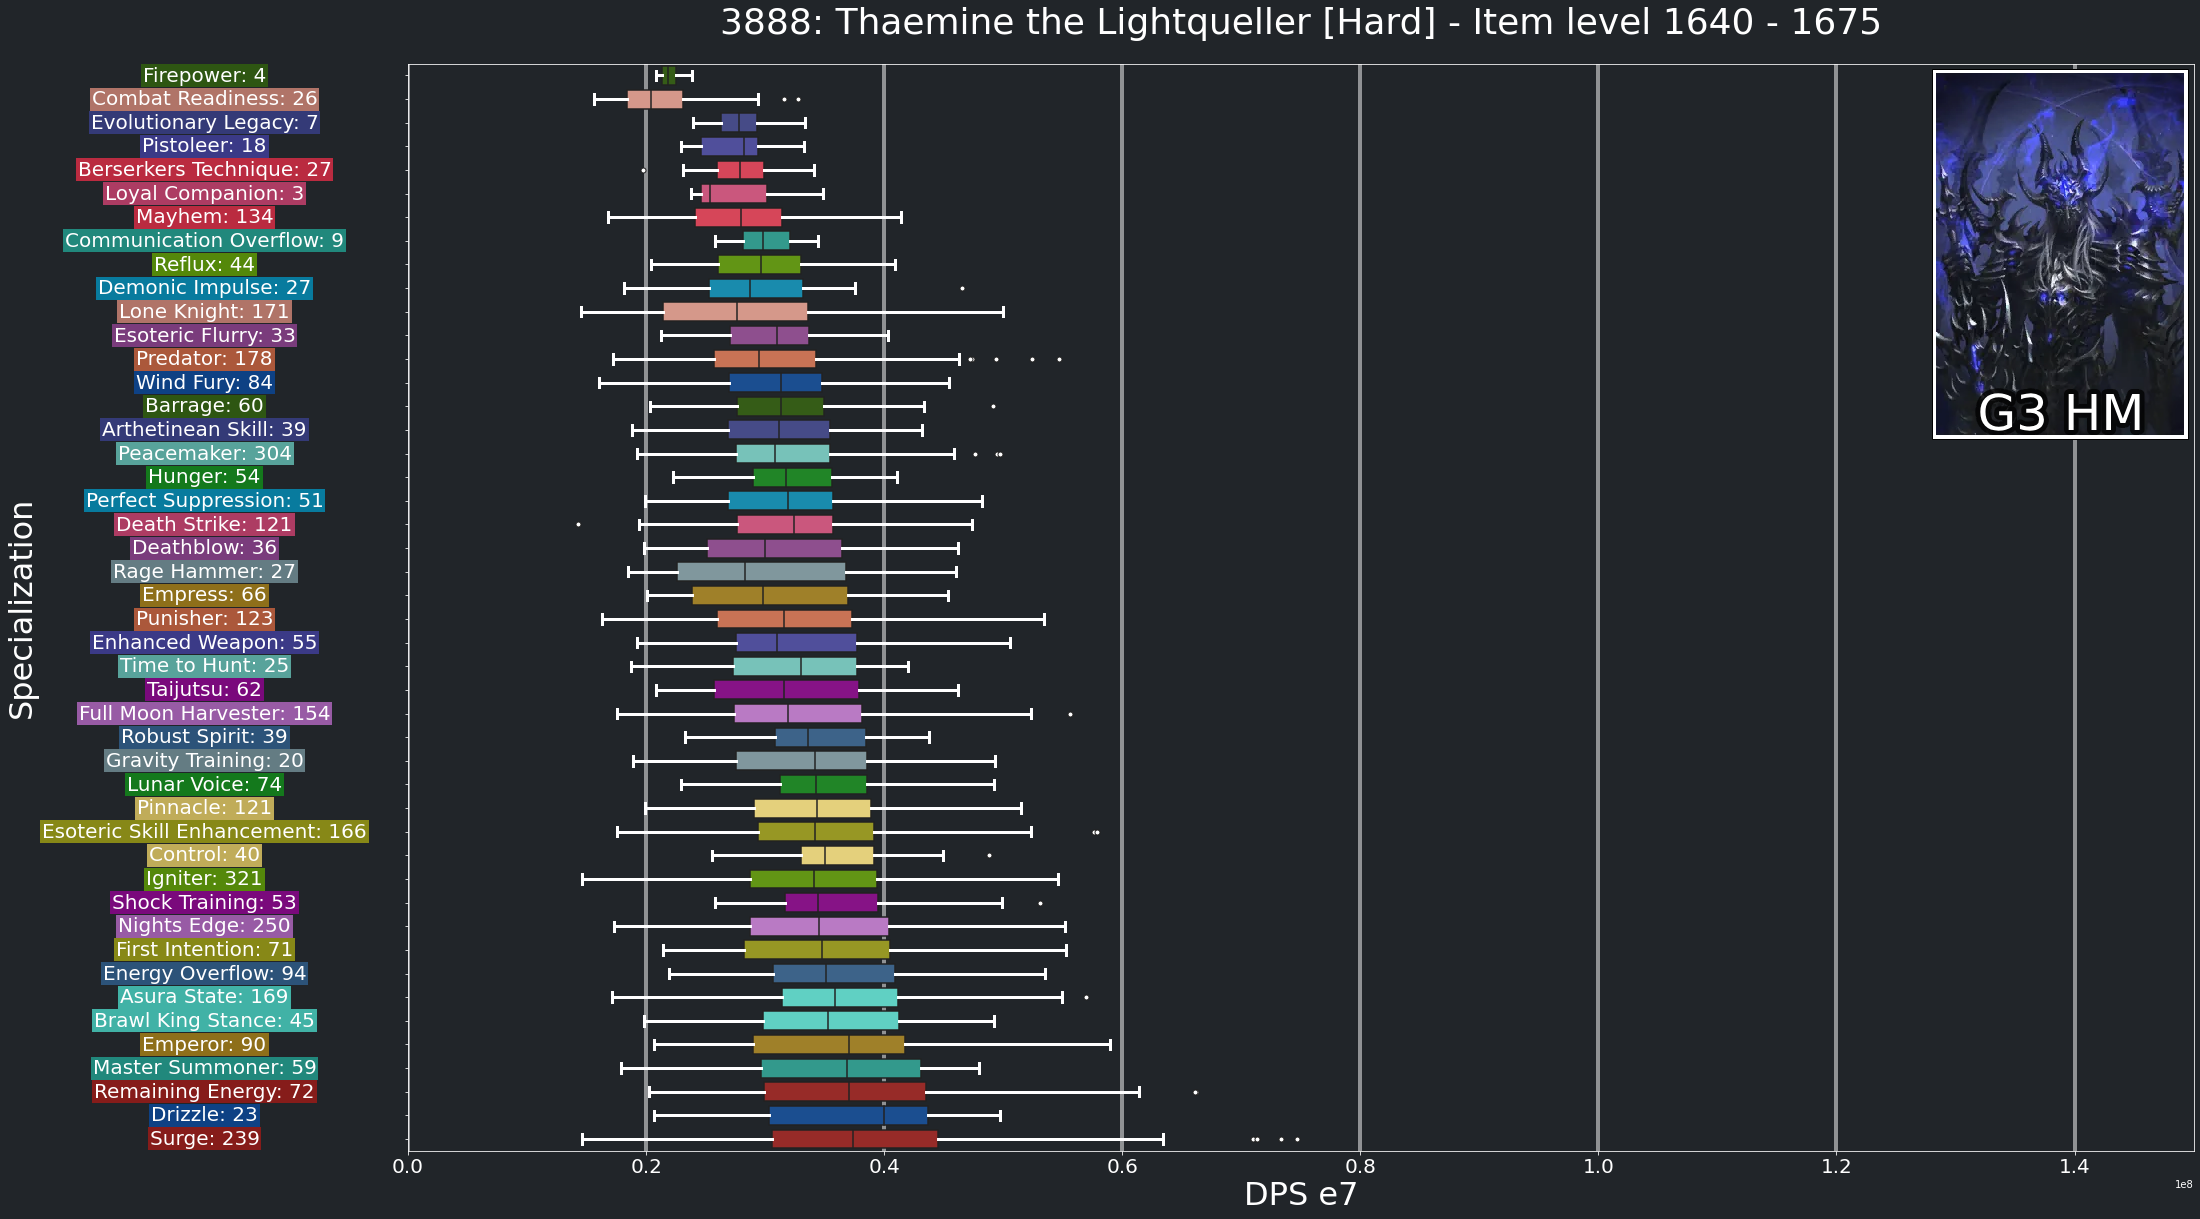 3888: Thaemine the Lightqueller [Hard] - Item level 1640 - 1675
Firepower: 4
Combat Readiness: 26
Evolutionary Legacy: 7
Pistoleer: 18
Berserkers Technique: 27
Loyal Companion: 3
Mayhem: 134
Communication Overflow: 9
Reflux: 44
Demonic Impulse: 27
Lone Knight: 171
Esoteric Flurry: 33
Predator: 178
Wind Fury: 84
Barrage: 60
Arthetinean Skill: 39
Peacemaker: 304
Hunger: 54
Perfect Suppression: 51
Death Strike: 121
Deathblow: 36
Rage Hammer: 27
Empress: 66
Punisher: 123
Enhanced Weapon: 55
Time to Hunt: 25
Taijutsu: 62
Full Moon Harvester: 154
Robust Spirit: 39
Gravity Training: 20
Lunar Voice: 74
Pinnacle: 121
Esoteric Skill Enhancement: 166
Control: 40
Igniter: 321
Shock Training: 53
Nights Edge: 250
First Intention: 71
Energy Overflow: 94
Asura State: 169
Brawl King Stance: 45
Emperor: 90
Master Summoner: 59
Remaining Energy: 72
Drizzle: 23
Surge: 239
Specialization
G3 HM
0.0 0.2 0.4 0.6 0.8 1.0 1.2 1.4
1e8
DPS e7